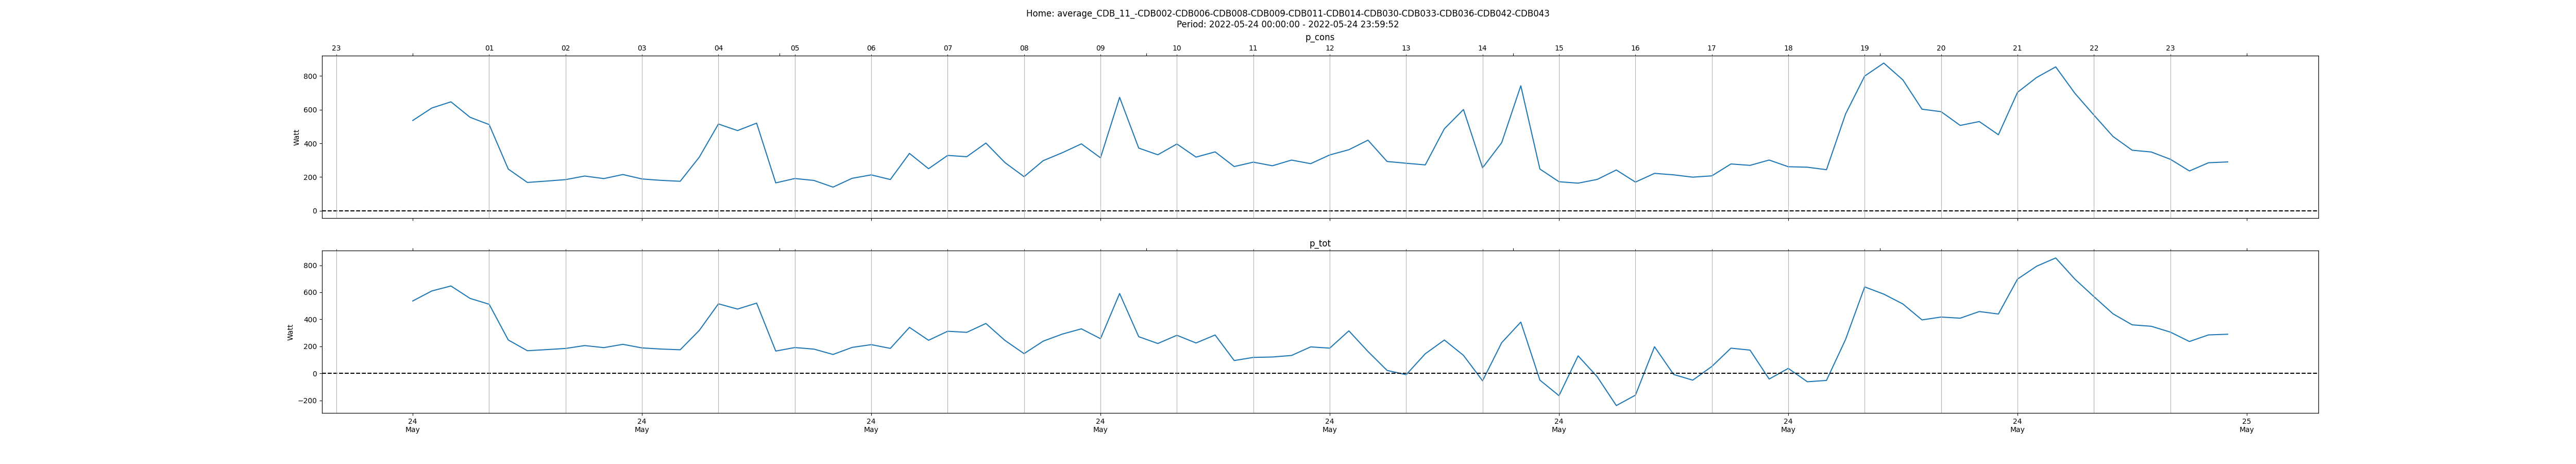 Home: average_CDB_11_-CDB002-CDB006-CDB008-CDB009-CDB011-CDB014-CDB030-CDB033-CDB036-CDB042-CDB043
Period: 2022-05-24 00:00:00 - 2022-05-24 23:59:52
p_cons
23 01 02 03 04 05 06 07 08 09 10 11 12 13 14 15 16 17 18 19 20 21 22 23
800
600
400
200
0
Watt
p_tot
800
600
400
200
0
−200
Watt
24 24 24 24 24 24 24 24 25
May May May May May May May May May